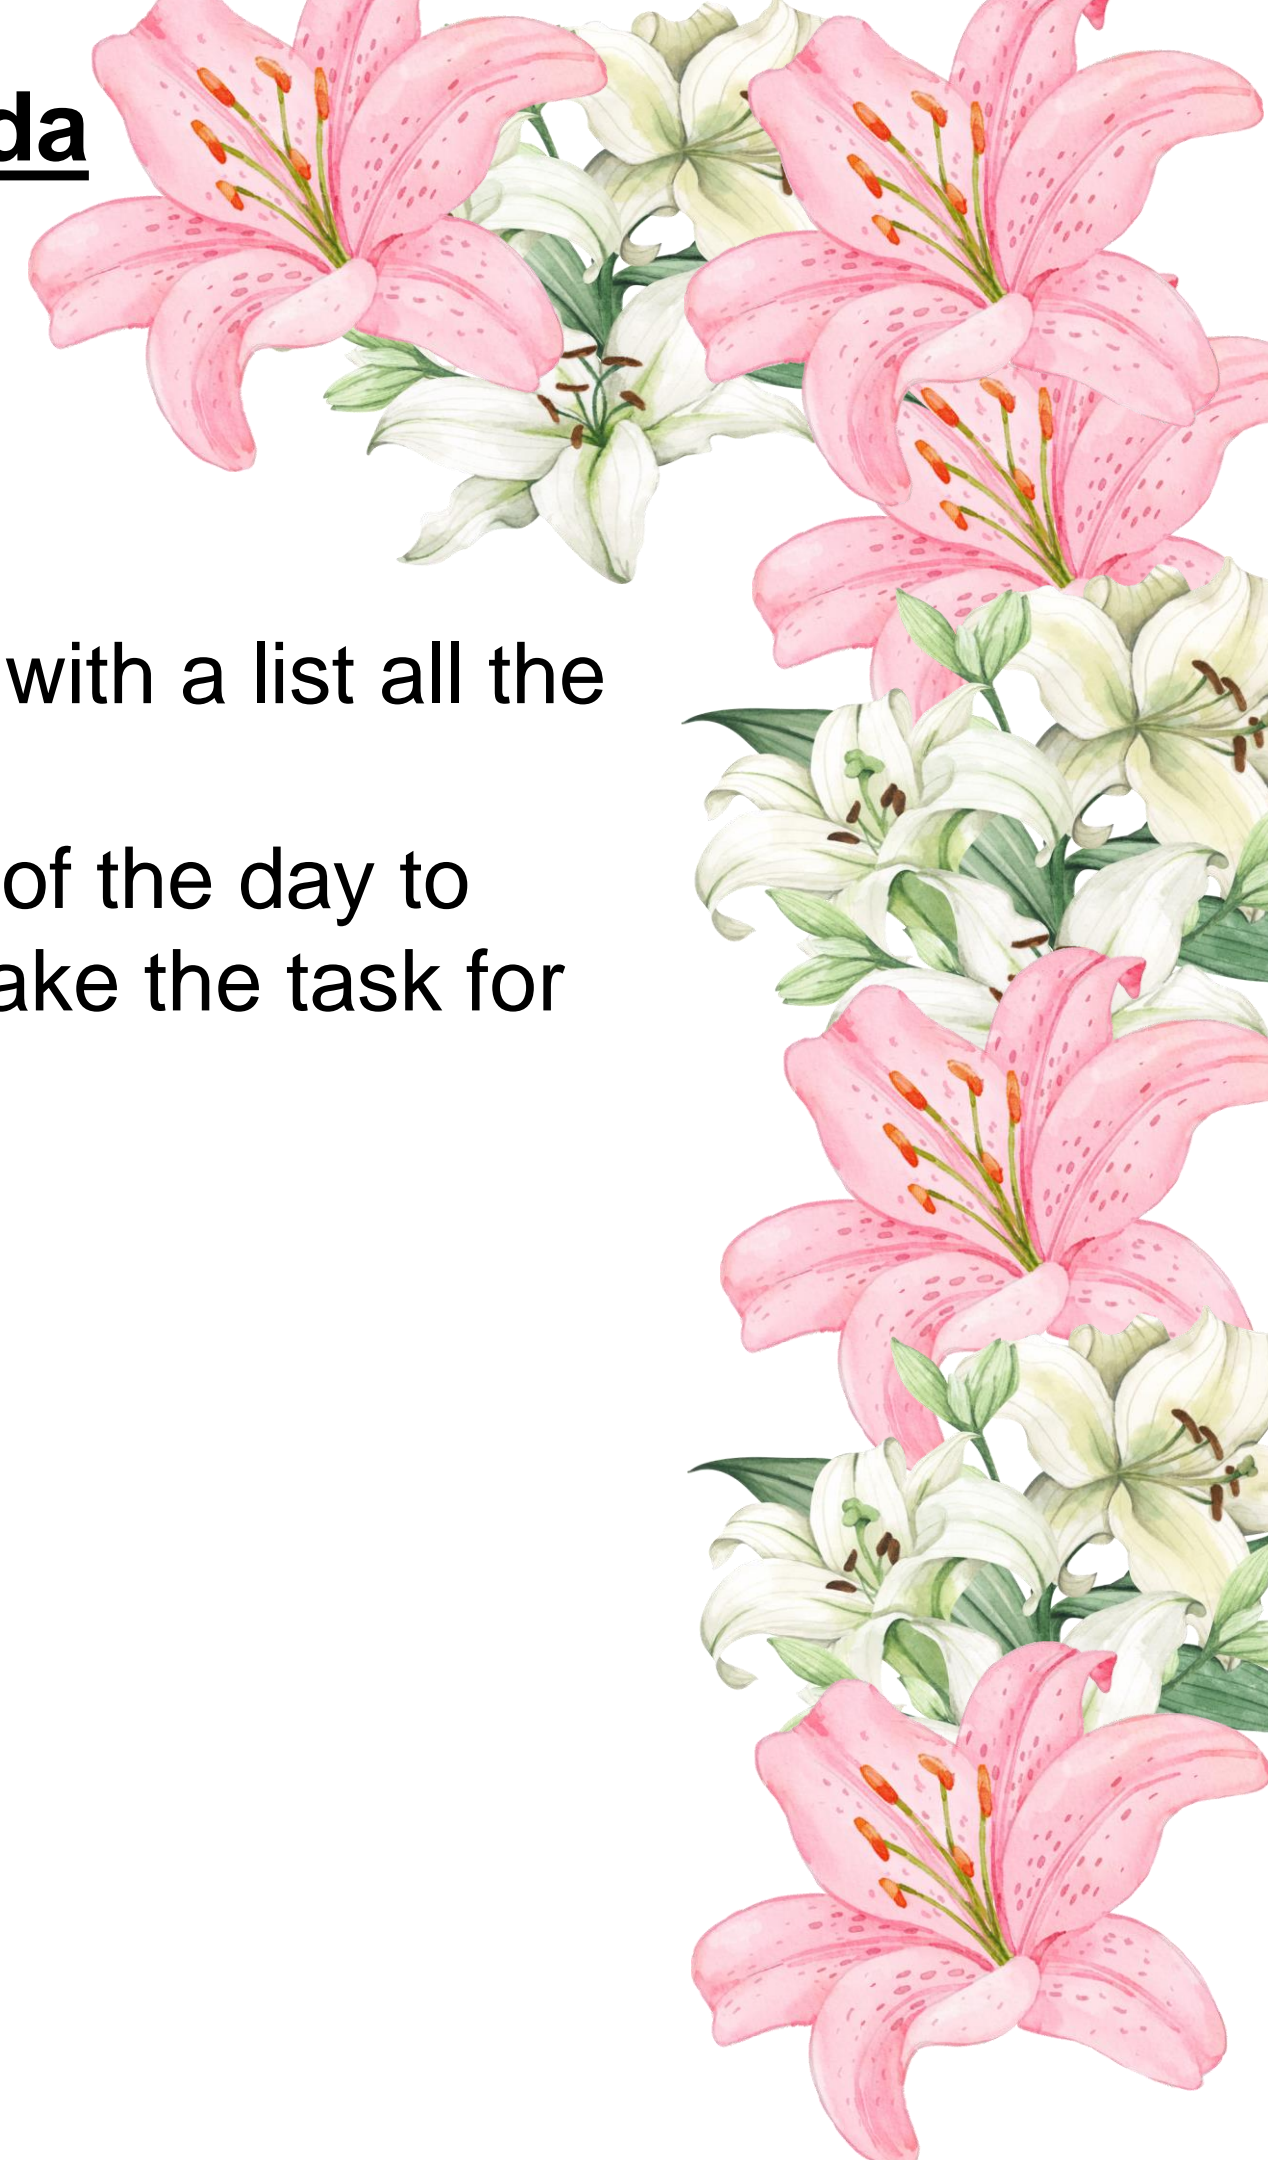 da
with a list all the
of the day to
ake the task for